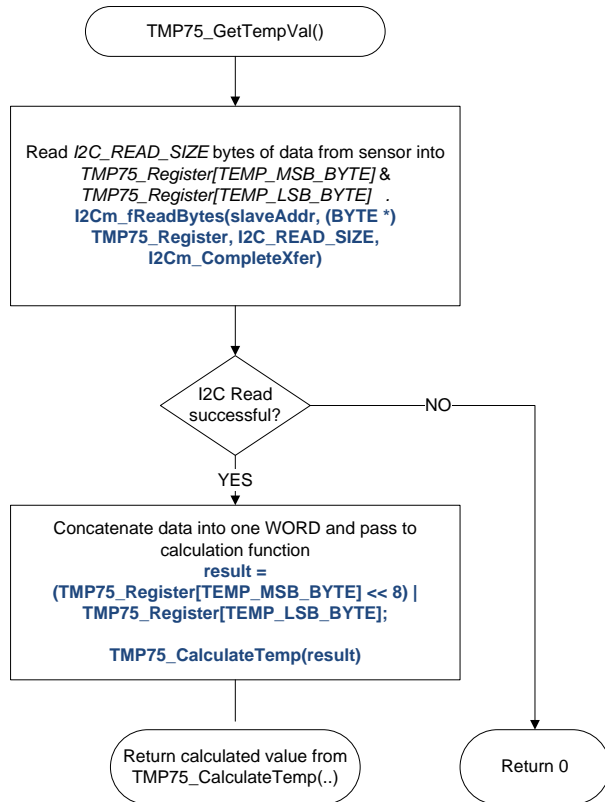 TMP75_GetTempVal()
Read I2C_READ_SIZE bytes of data from sensor into
TMP75_Register[TEMP_MSB_BYTE] &
TMP75_Register[TEMP_LSB_BYTE] .
I2Cm_fReadBytes(slaveAddr, (BYTE *)
TMP75_Register, I2C_READ_SIZE,
I2Cm_CompleteXfer)
I2C Read
successful?
NO
YES
Concatenate data into one WORD and pass to
calculation function
result =
(TMP75_Register[TEMP_MSB_BYTE] << 8) |
TMP75_Register[TEMP_LSB_BYTE];
TMP75_CalculateTemp(result)
Return calculated value from
TMP75_CalculateTemp(..)
Return 0